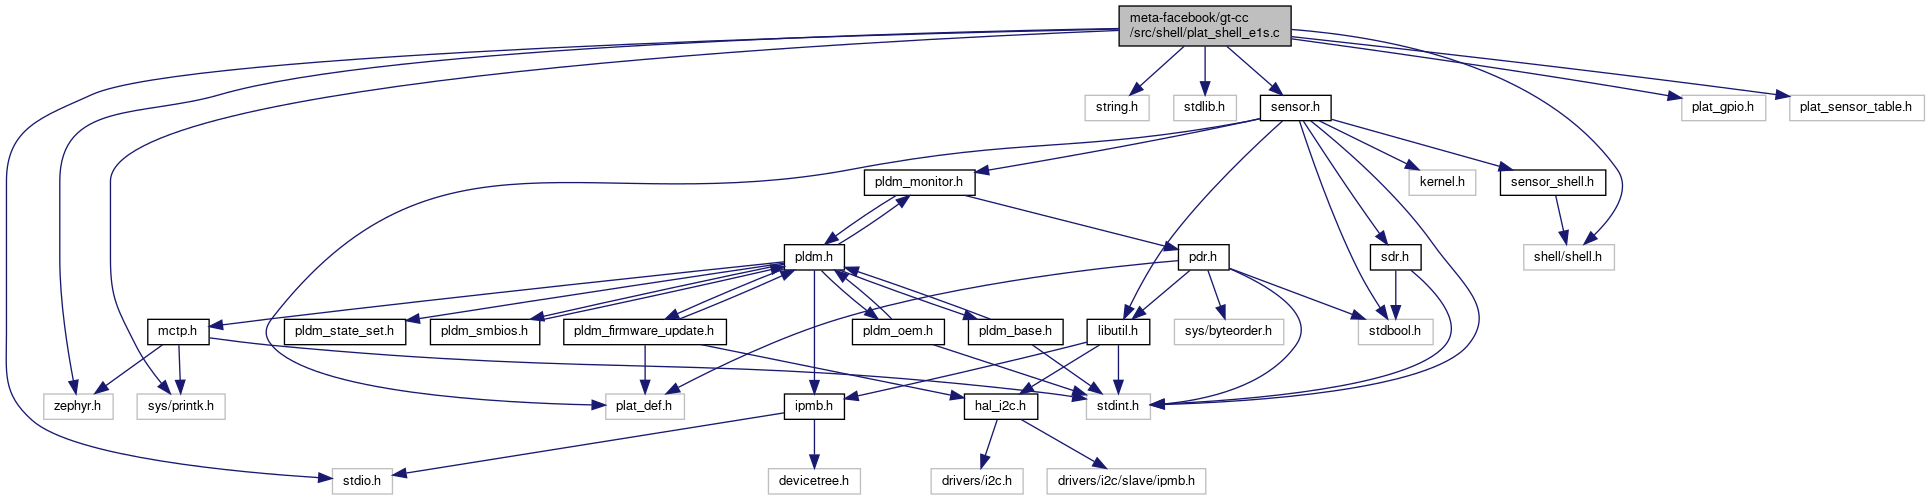 meta-facebook/gt-cc
/src/shell/plat_shell_e1s.c
string.h
stdlib.h
sensor.h
plat_gpio.h
plat_sensor_table.h
pldm_monitor.h
kernel.h
sensor_shell.h
pldm.h
pdr.h
sdr.h
shell/shell.h
mctp.h
pldm_state_set.h
pldm_smbios.h
pldm_firmware_update.h
pldm_oem.h
pldm_base.h
libutil.h
sys/byteorder.h
stdbool.h
zephyr.h
sys/printk.h
plat_def.h
ipmb.h
hal_i2c.h
stdint.h
stdio.h
devicetree.h
drivers/i2c.h
drivers/i2c/slave/ipmb.h